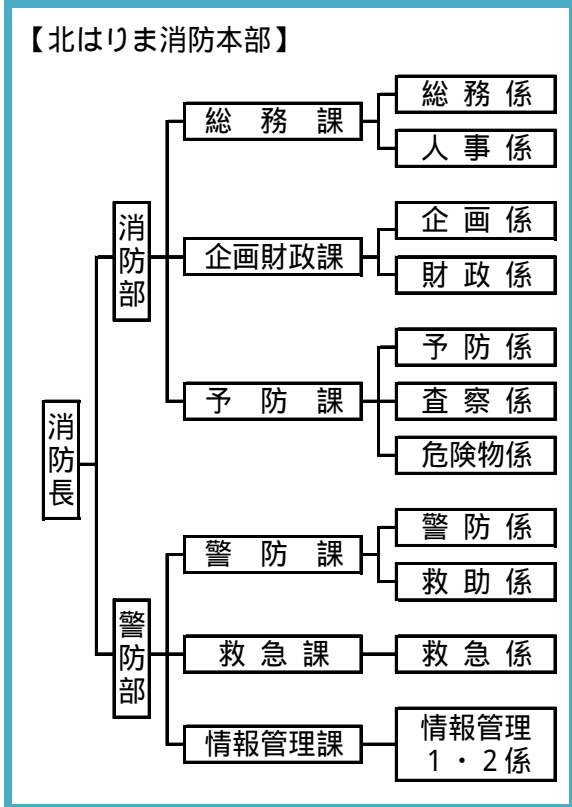 【北はりま消防本部】
消防長
消防部
総務課
総務係
人事係
企画財政課
企画係
財政係
予防課
予防係
査察係
危険物係
警防部
警防課
警防係
救助係
救急課
救急係
情報管理課
情報管理
1・2係